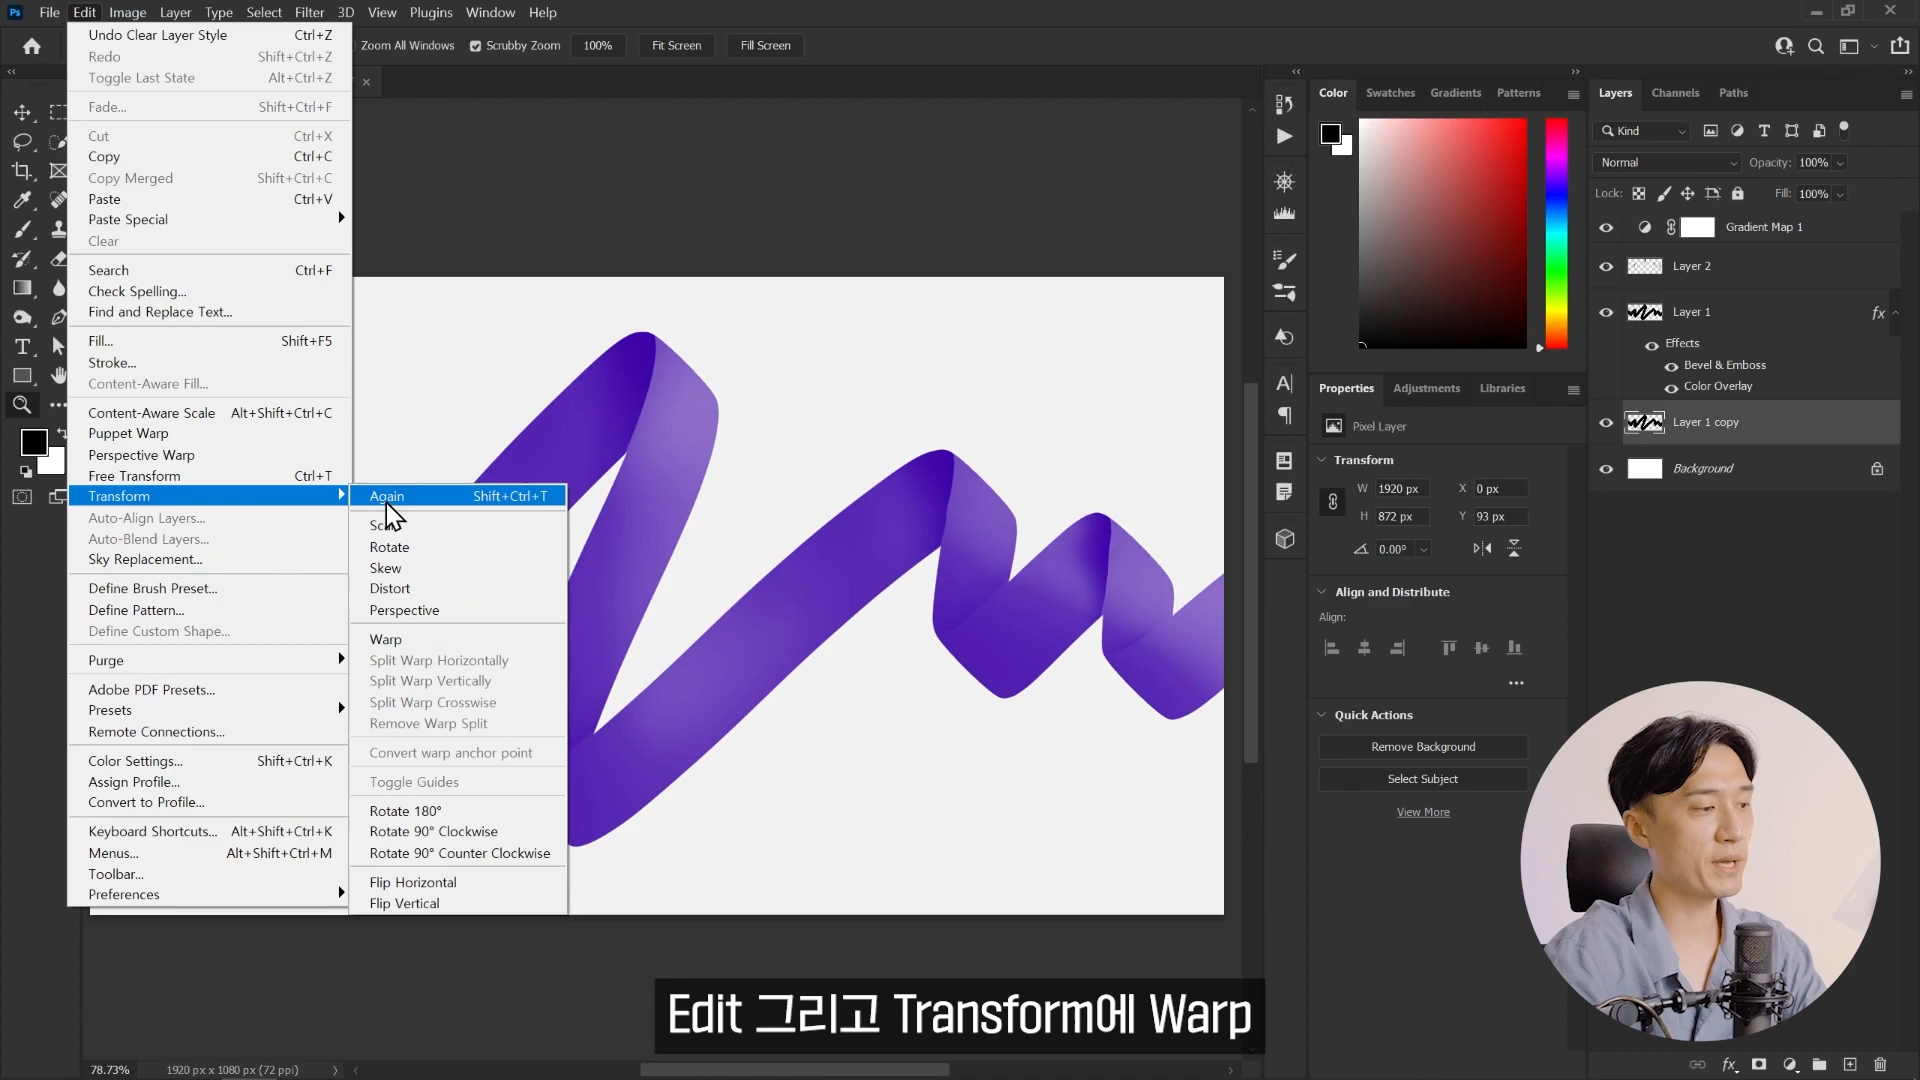 Ps File Edit Image Layer Type Select Filter 3D View Plugins Window Help
Zoom All Windows Scrubby Zoom 100% Fit Screen Fill Screen
Undo Clear Layer Style Ctrl+Z
Redo Shift+Ctrl+Z
Toggle Last State Alt+Ctrl+Z
Fade... Shift+Ctrl+F
Cut Ctrl+X
Copy Ctrl+C
Copy Merged Shift+Ctrl+C
Paste Ctrl+V
Paste Special
Clear
Search Ctrl+F
Check Spelling...
Find and Replace Text...
Fill... Shift+F5
Stroke...
Content-Aware Fill...
Content-Aware Scale Alt+Shift+Ctrl+C
Puppet Warp
Perspective Warp
Free Transform Ctrl+T
Transform
Auto-Align Layers...
Auto-Blend Layers...
Sky Replacement...
Define Brush Preset...
Define Pattern...
Define Custom Shape...
Purge
Adobe PDF Presets...
Presets
Remote Connections...
Color Settings... Shift+Ctrl+K
Assign Profile...
Convert to Profile...
Keyboard Shortcuts... Alt+Shift+Ctrl+K
Menus... Alt+Shift+Ctrl+M
Toolbar...
Preferences
Again Shift+Ctrl+T
Rotate
Skew
Distort
Perspective
Warp
Split Warp Horizontally
Split Warp Vertically
Split Warp Crosswise
Remove Warp Split
Convert warp anchor point
Toggle Guides
Rotate 180°
Rotate 90° Clockwise
Rotate 90° Counter Clockwise
Flip Horizontal
Flip Vertical
Color Swatches Gradients Patterns
Properties Adjustments Libraries
Pixel Layer
Transform
W 1920 px X 0 px
H 872 px Y 93 px
0.00°
Align and Distribute
Align:
Quick Actions
Remove Background
Select Subject
View More
Layers Channels Paths
Kind
Normal Opacity: 100%
Lock: Fill: 100%
Gradient Map 1
Layer 2
Layer 1 fx
Effects
Bevel & Emboss
Color Overlay
Layer 1 copy
Background
Edit 그리고 Transform에 Warp
78.73% 1920 px x 1080 px (72 ppi)
fx